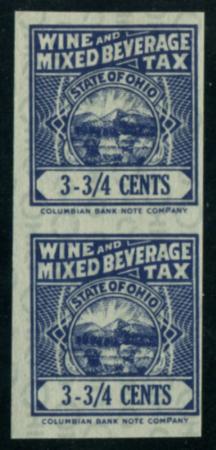 WINE AND
MIXED BEVERAGE
TAX
STATE OF OHIO
3-3/4 CENTS
COLUMBIAN BANK NOTE COMPANY
WINE AND
MIXED BEVERAGE
TAX
STATE OF OHIO
3-3/4 CENTS
COLUMBIAN BANK NOTE COMPANY